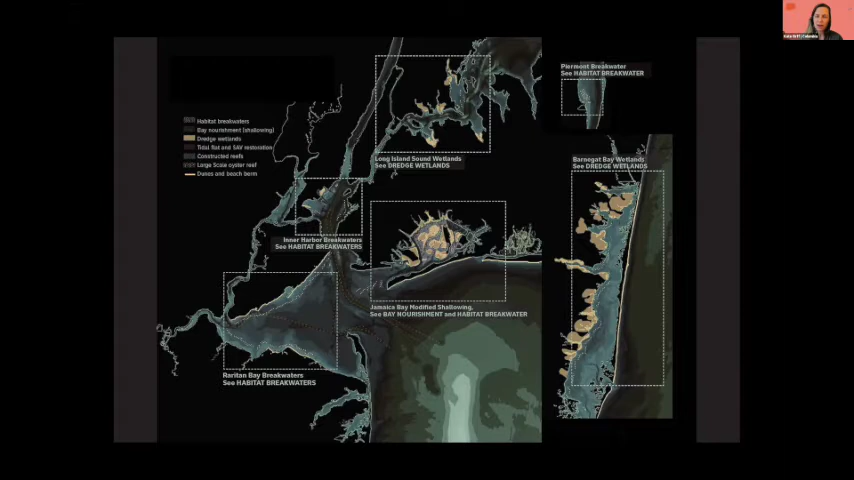 Piermont Breakwater
See HABITAT BREAKWATER
Habitat breakwaters
Bay nourishment (shallowing)
Dredge wetlands
Tidal flat and SAV restoration
Constructed reefs
Large Scale oyster reef
Dunes and beach berm
Long Island Sound Wetlands
See DREDGE WETLANDS
Barnegat Bay Wetlands
See DREDGE WETLANDS
Inner Harbor Breakwaters
See HABITAT BREAKWATERS
Jamaica Bay Modified Shallowing,
See BAY NOURISHMENT and HABITAT BREAKWATER
Raritan Bay Breakwaters
See HABITAT BREAKWATERS